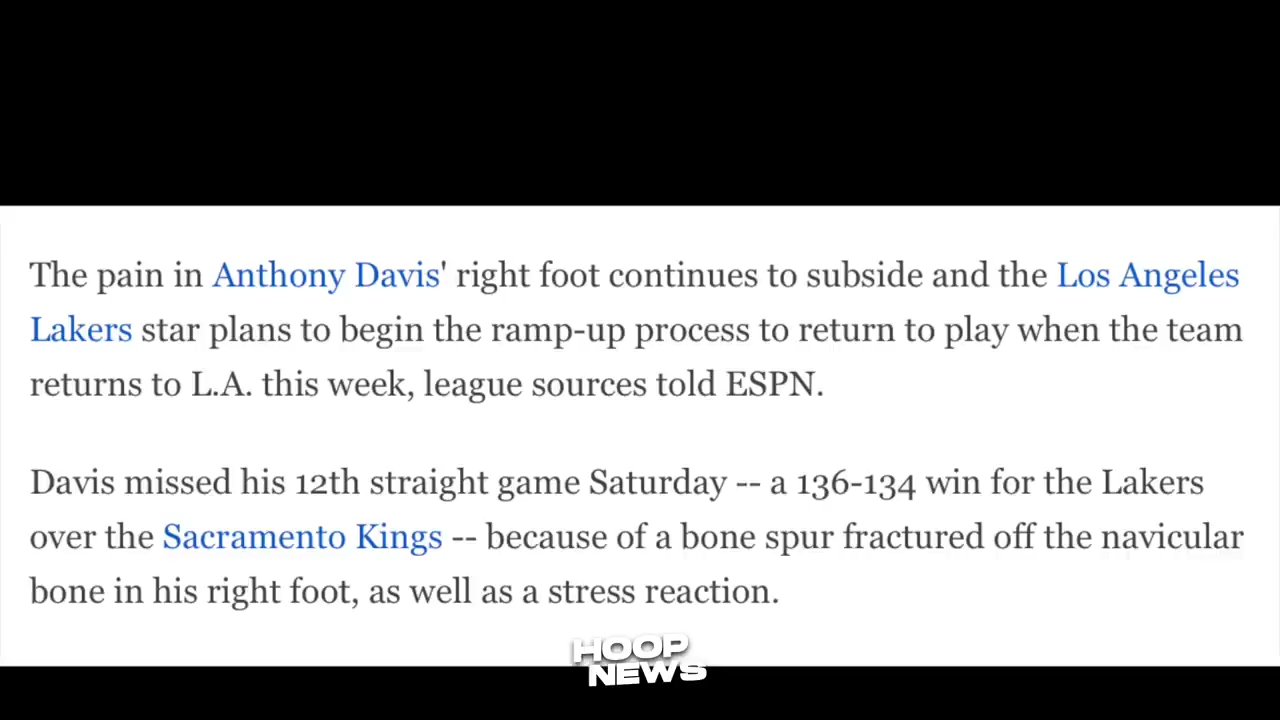 The pain in Anthony Davis' right foot continues to subside and the Los Angeles
Lakers star plans to begin the ramp-up process to return to play when the team
returns to L.A. this week, league sources told ESPN.
Davis missed his 12th straight game Saturday -- a 136-134 win for the Lakers
over the Sacramento Kings -- because of a bone spur fractured off the navicular
bone in his right foot, as well as a stress reaction.
HOOP
NEWS